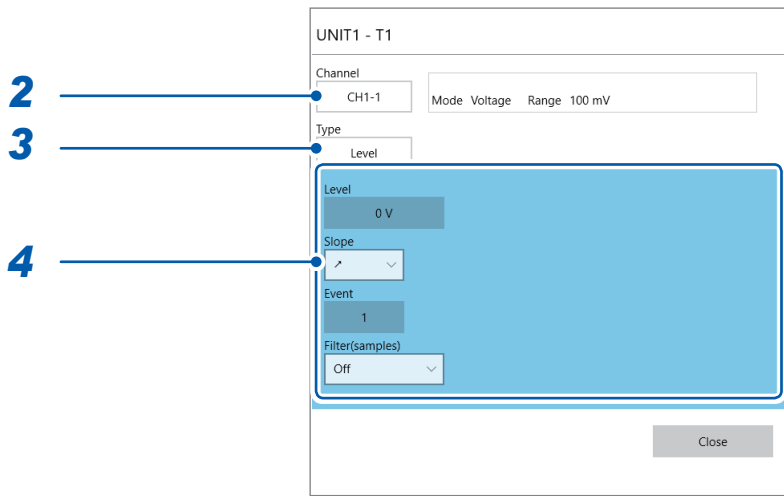 UNIT1 - T1
Channel
2
CH1-1
Mode Voltage Range 100 mV
Type
3
Level
Level
0 V
Slope
4
↗
Event
1
Filter(samples)
Off
Close